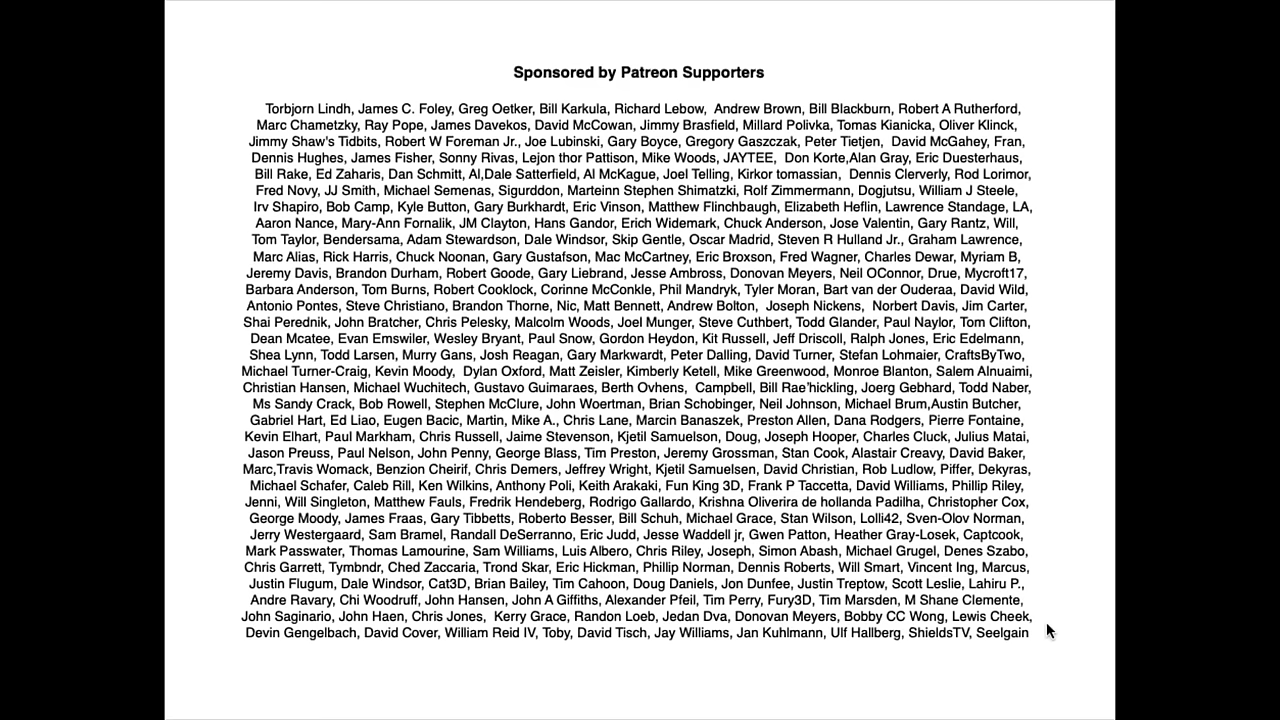 Sponsored by Patreon Supporters
Torbjorn Lindh, James C. Foley, Greg Oetker, Bill Karkula, Richard Lebow,  Andrew Brown, Bill Blackburn, Robert A Rutherford,
Marc Chametzky, Ray Pope, James Davekos, David McCowan, Jimmy Brasfield, Millard Polivka, Tomas Kianicka, Oliver Klinck,
Jimmy Shaw's Tidbits, Robert W Foreman Jr., Joe Lubinski, Gary Boyce, Gregory Gaszczak, Peter Tietjen,  David McGahey, Fran,
Dennis Hughes, James Fisher, Sonny Rivas, Lejon thor Pattison, Mike Woods, JAYTEE,  Don Korte,Alan Gray, Eric Duesterhaus,
Bill Rake, Ed Zaharis, Dan Schmitt, Al,Dale Satterfield, Al McKague, Joel Telling, Kirkor tomassian,  Dennis Clerverly, Rod Lorimor,
Fred Novy, JJ Smith, Michael Semenas, Sigurddon, Marteinn Stephen Shimatzki, Rolf Zimmermann, Dogjutsu, William J Steele,
Irv Shapiro, Bob Camp, Kyle Button, Gary Burkhardt, Eric Vinson, Matthew Flinchbaugh, Elizabeth Heflin, Lawrence Standage, LA,
Aaron Nance, Mary-Ann Fornalik, JM Clayton, Hans Gandor, Erich Widemark, Chuck Anderson, Jose Valentin, Gary Rantz, Will,
Tom Taylor, Bendersama, Adam Stewardson, Dale Windsor, Skip Gentle, Oscar Madrid, Steven R Hulland Jr., Graham Lawrence,
Marc Alias, Rick Harris, Chuck Noonan, Gary Gustafson, Mac McCartney, Eric Broxson, Fred Wagner, Charles Dewar, Myriam B,
Jeremy Davis, Brandon Durham, Robert Goode, Gary Liebrand, Jesse Ambross, Donovan Meyers, Neil OConnor, Drue, Mycroft17,
Barbara Anderson, Tom Burns, Robert Cooklock, Corinne McConkle, Phil Mandryk, Tyler Moran, Bart van der Ouderaa, David Wild,
Antonio Pontes, Steve Christiano, Brandon Thorne, Nic, Matt Bennett, Andrew Bolton,  Joseph Nickens,  Norbert Davis, Jim Carter,
Shai Perednik, John Bratcher, Chris Pelesky, Malcolm Woods, Joel Munger, Steve Cuthbert, Todd Glander, Paul Naylor, Tom Clifton,
Dean Mcatee, Evan Emswiler, Wesley Bryant, Paul Snow, Gordon Heydon, Kit Russell, Jeff Driscoll, Ralph Jones, Eric Edelmann,
Shea Lynn, Todd Larsen, Murry Gans, Josh Reagan, Gary Markwardt, Peter Dalling, David Turner, Stefan Lohmaier, CraftsByTwo,
Michael Turner-Craig, Kevin Moody,  Dylan Oxford, Matt Zeisler, Kimberly Ketell, Mike Greenwood, Monroe Blanton, Salem Alnuaimi,
Christian Hansen, Michael Wuchitech, Gustavo Guimaraes, Berth Ovhens,  Campbell, Bill Rae'hickling, Joerg Gebhard, Todd Naber,
Ms Sandy Crack, Bob Rowell, Stephen McClure, John Woertman, Brian Schobinger, Neil Johnson, Michael Brum,Austin Butcher,
Gabriel Hart, Ed Liao, Eugen Bacic, Martin, Mike A., Chris Lane, Marcin Banaszek, Preston Allen, Dana Rodgers, Pierre Fontaine,
Kevin Elhart, Paul Markham, Chris Russell, Jaime Stevenson, Kjetil Samuelson, Doug, Joseph Hooper, Charles Cluck, Julius Matai,
Jason Preuss, Paul Nelson, John Penny, George Blass, Tim Preston, Jeremy Grossman, Stan Cook, Alastair Creavy, David Baker,
Marc,Travis Womack, Benzion Cheirif, Chris Demers, Jeffrey Wright, Kjetil Samuelsen, David Christian, Rob Ludlow, Piffer, Dekyras,
Michael Schafer, Caleb Rill, Ken Wilkins, Anthony Poli, Keith Arakaki, Fun King 3D, Frank P Taccetta, David Williams, Phillip Riley,
Jenni, Will Singleton, Matthew Fauls, Fredrik Hendeberg, Rodrigo Gallardo, Krishna Oliverira de hollanda Padilha, Christopher Cox,
George Moody, James Fraas, Gary Tibbetts, Roberto Besser, Bill Schuh, Michael Grace, Stan Wilson, Lolli42, Sven-Olov Norman,
Jerry Westergaard, Sam Bramel, Randall DeSerranno, Eric Judd, Jesse Waddell jr, Gwen Patton, Heather Gray-Losek, Captcook,
Mark Passwater, Thomas Lamourine, Sam Williams, Luis Albero, Chris Riley, Joseph, Simon Abash, Michael Grugel, Denes Szabo,
Chris Garrett, Tymbndr, Ched Zaccaria, Trond Skar, Eric Hickman, Phillip Norman, Dennis Roberts, Will Smart, Vincent Ing, Marcus,
Justin Flugum, Dale Windsor, Cat3D, Brian Bailey, Tim Cahoon, Doug Daniels, Jon Dunfee, Justin Treptow, Scott Leslie, Lahiru P.,
Andre Ravary, Chi Woodruff, John Hansen, John A Giffiths, Alexander Pfeil, Tim Perry, Fury3D, Tim Marsden, M Shane Clemente,
John Saginario, John Haen, Chris Jones,  Kerry Grace, Randon Loeb, Jedan Dva, Donovan Meyers, Bobby CC Wong, Lewis Cheek,
Devin Gengelbach, David Cover, William Reid IV, Toby, David Tisch, Jay Williams, Jan Kuhlmann, Ulf Hallberg, ShieldsTV, Seelgain